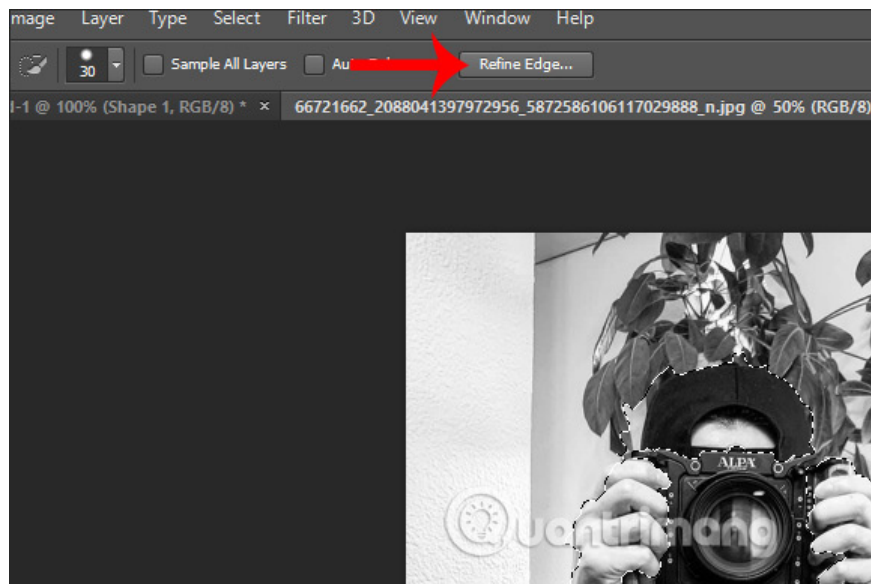 mage Layer Type Select Filter 3D View Window Help
30 Sample All Layers Refine Edge...
-1 @ 100% (Shape 1, RGB/8) * × 66721662_2088041397972956_5872586106117029888_n.jpg @ 50% (RGB/8)
ALPA
Quantrimang